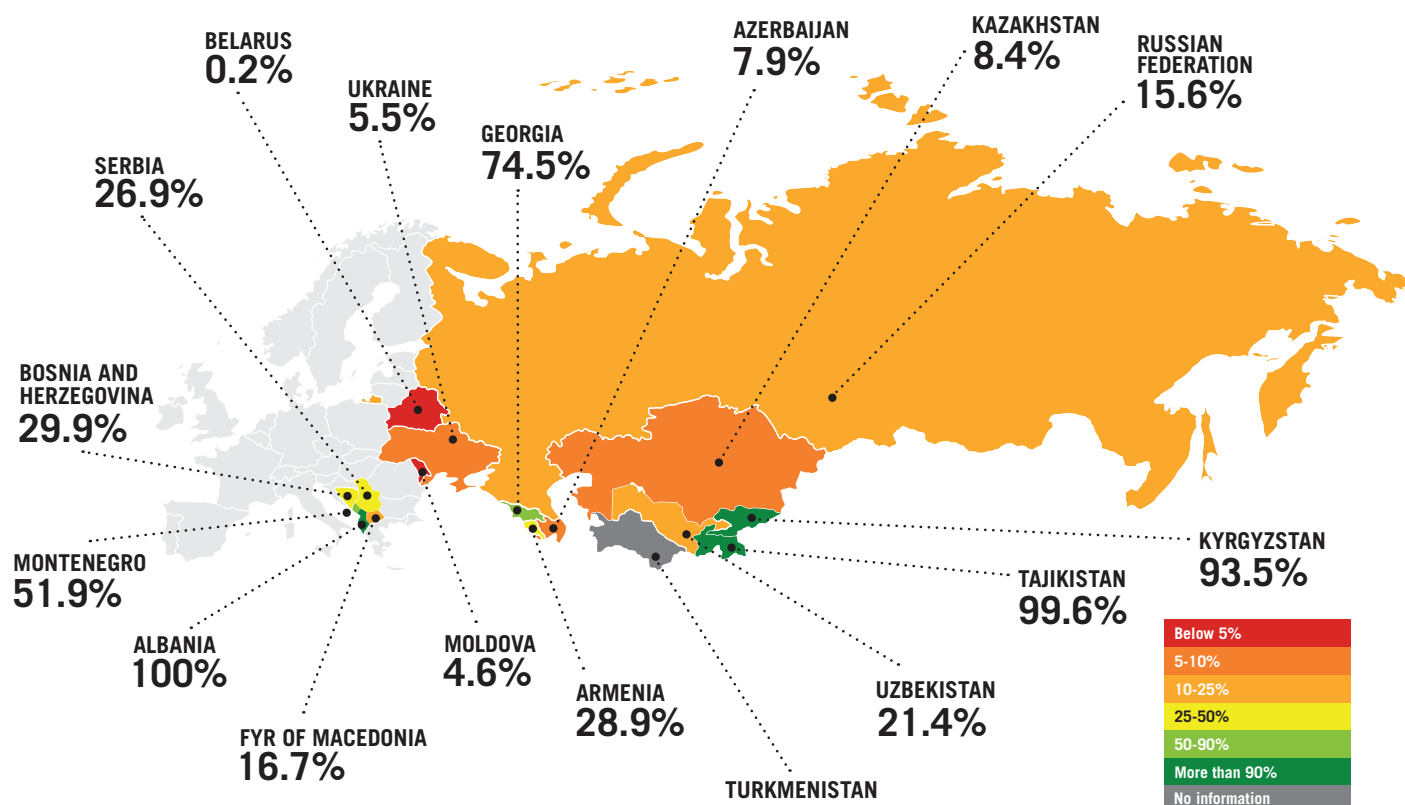 BELARUS
0.2%
UKRAINE
5.5%
AZERBAIJAN
7.9%
KAZAKHSTAN
8.4%
RUSSIAN
FEDERATION
15.6%
GEORGIA
74.5%
SERBIA
26.9%
BOSNIA AND
HERZEGOVINA
29.9%
MONTENEGRO
51.9%
ALBANIA
100%
FYR OF MACEDONIA
16.7%
MOLDOVA
4.6%
ARMENIA
28.9%
TURKMENISTAN
UZBEKISTAN
21.4%
TAJIKISTAN
99.6%
KYRGYZSTAN
93.5%
Below 5%
5-10%
10-25%
25-50%
50-90%
More than 90%
No information